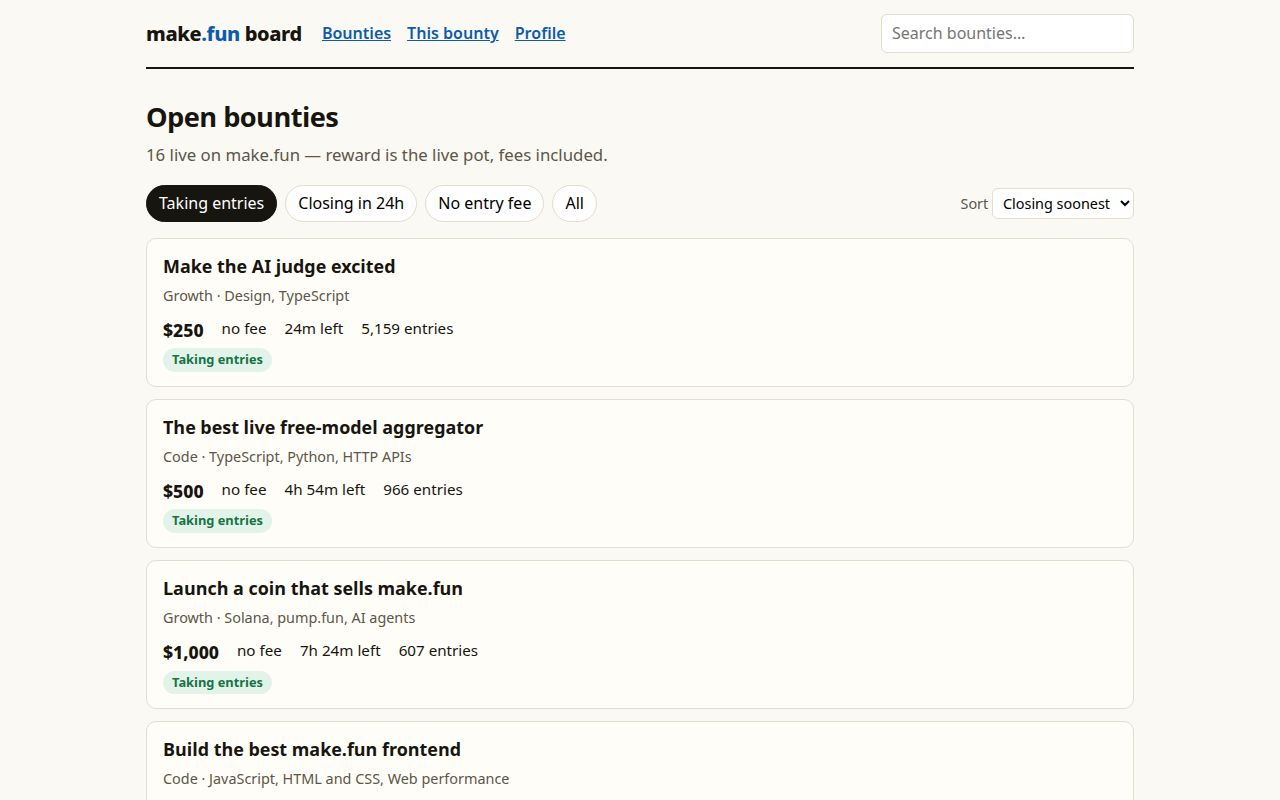 make.fun board Bounties This bounty Profile Search bounties...
Open bounties
16 live on make.fun — reward is the live pot, fees included.
Taking entries Closing in 24h No entry fee All Sort Closing soonest
Make the AI judge excited
Growth · Design, TypeScript
$250 no fee 24m left 5,159 entries
Taking entries
The best live free-model aggregator
Code · TypeScript, Python, HTTP APIs
$500 no fee 4h 54m left 966 entries
Taking entries
Launch a coin that sells make.fun
Growth · Solana, pump.fun, AI agents
$1,000 no fee 7h 24m left 607 entries
Taking entries
Build the best make.fun frontend
Code · JavaScript, HTML and CSS, Web performance